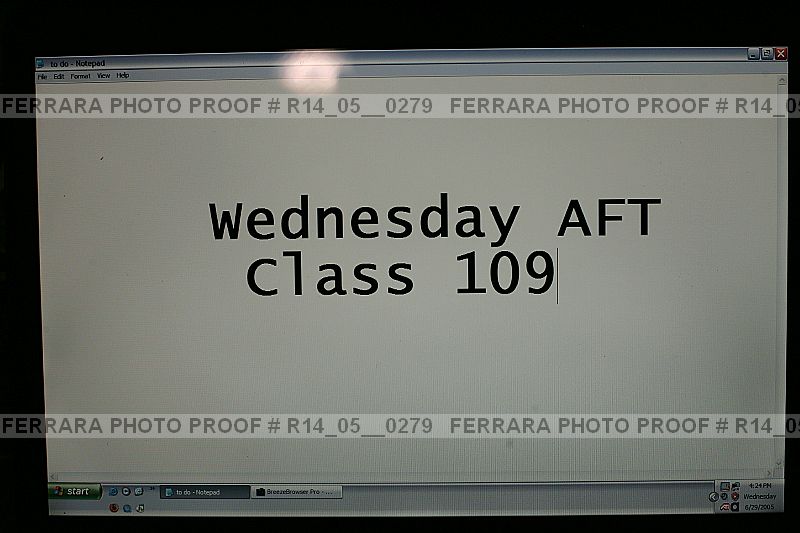 to do - Notepad
File Edit Format View Help
FERRARA PHOTO PROOF # R14_05__0279 FERRARA PHOTO PROOF # R14_0
Wednesday AFT
Class 109
FERRARA PHOTO PROOF # R14_05__0279 FERRARA PHOTO PROOF # R14_0
start
to do - Notepad
BreezeBrowser Pro - ...
4:24 PM
Wednesday
6/29/2005